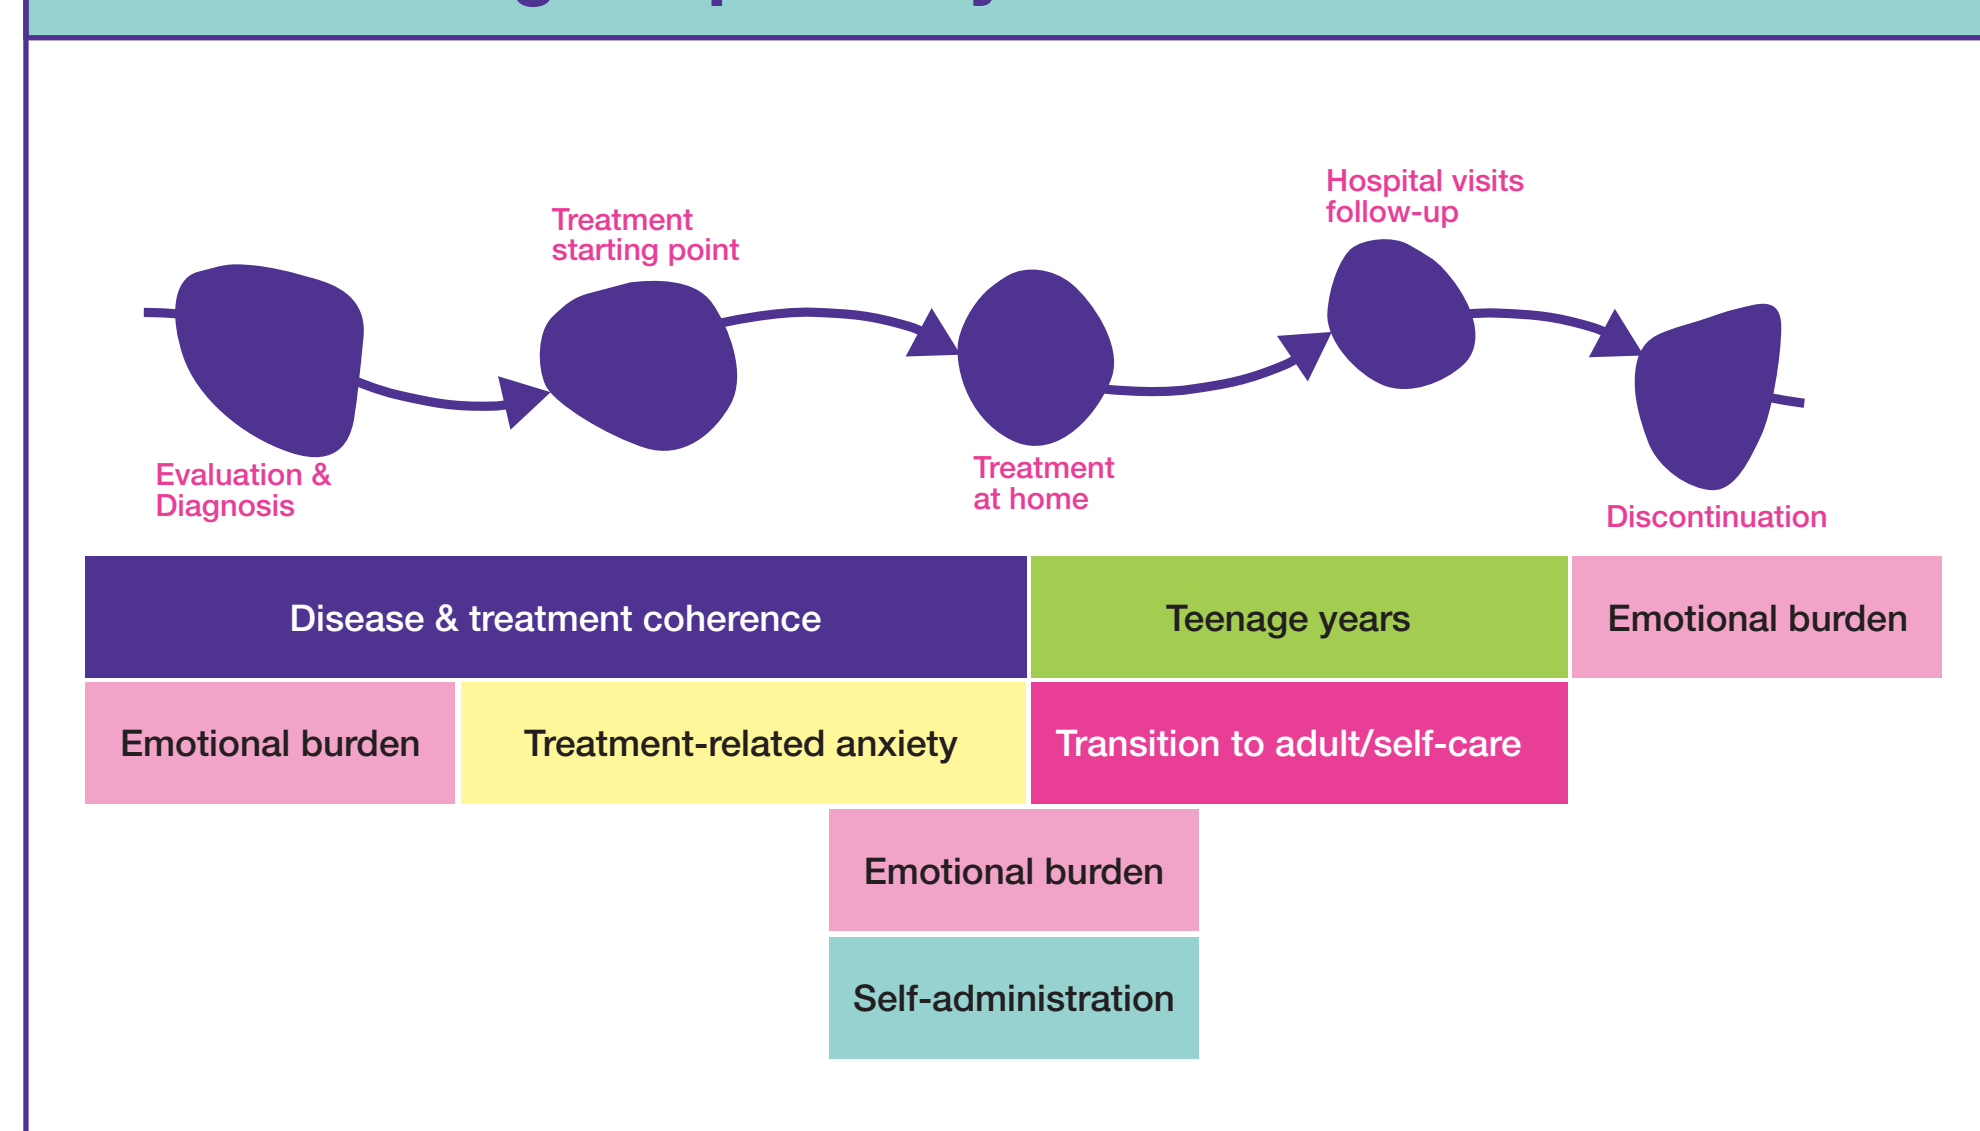 Hospital visits
follow-up
Treatment
starting point
Evaluation &
Diagnosis
Treatment
at home
Discontinuation
Disease & treatment coherence
Teenage years
Emotional burden
Emotional burden
Treatment-related anxiety
Transition to adult/self-care
Emotional burden
Self-administration